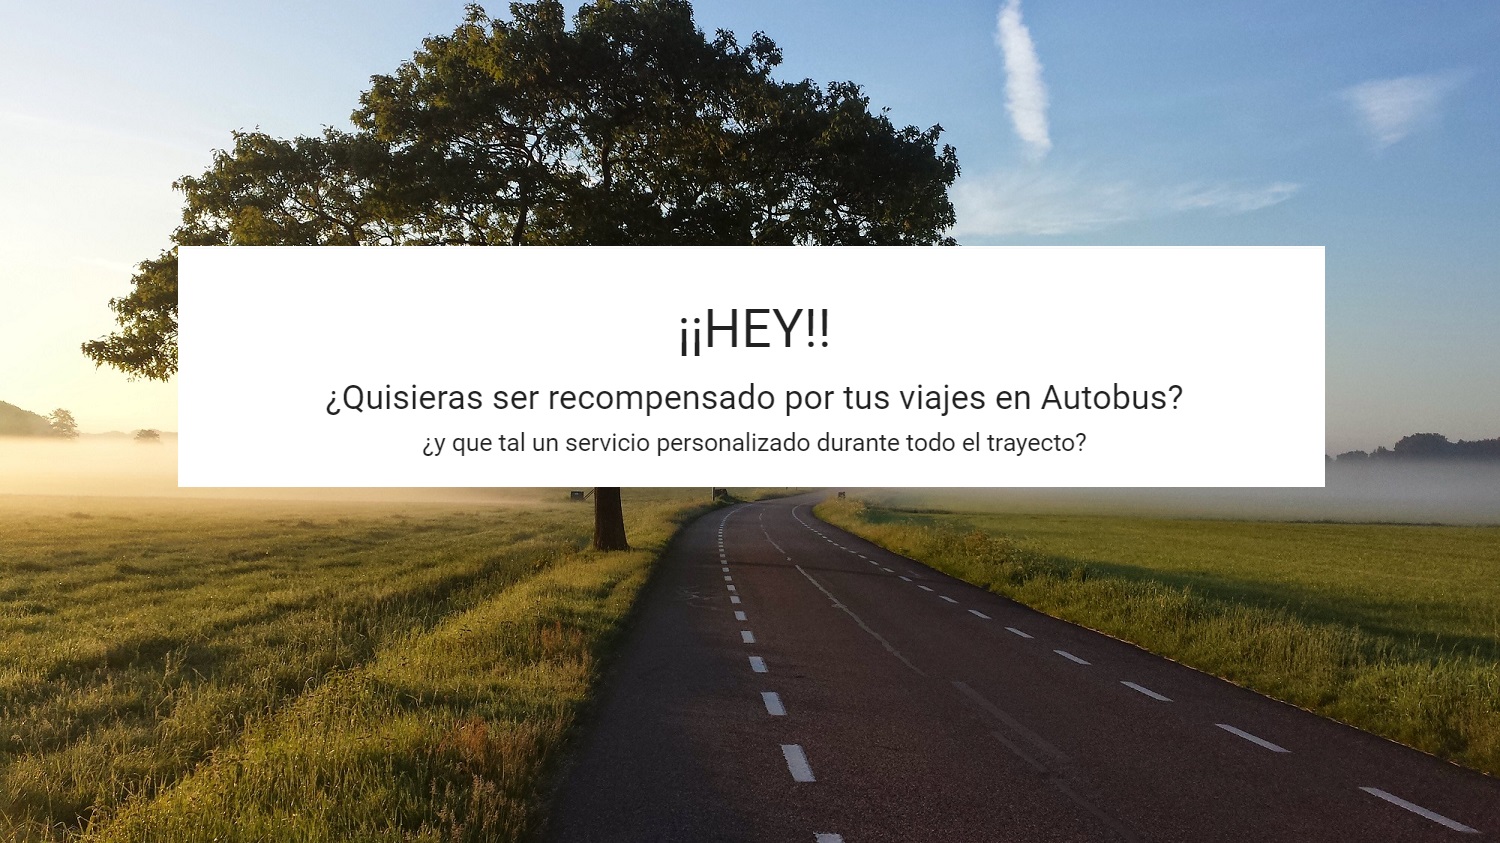 ¡¡HEY!!
¿Quisieras ser recompensado por tus viajes en Autobus?
¿y que tal un servicio personalizado durante todo el trayecto?